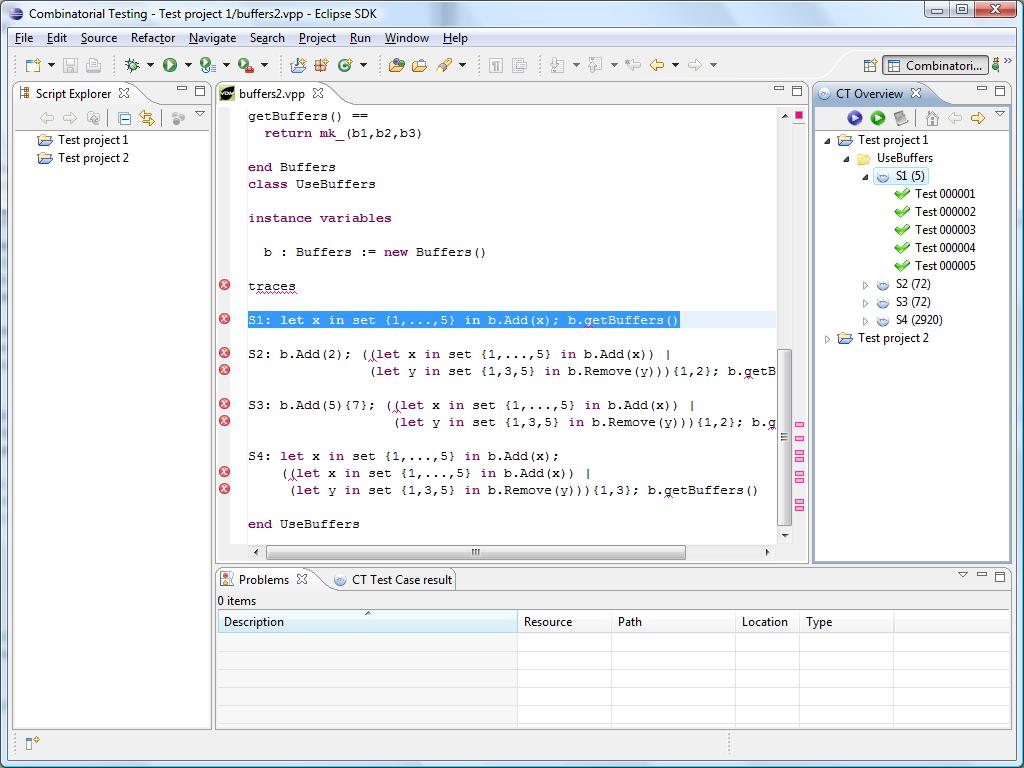 Combinatorial Testing - Test project 1/buffers2.vpp - Eclipse SDK
File Edit Source Refactor Navigate Search Project Run Window Help
Combinatori...
Script Explorer
Test project 1
Test project 2
buffers2.vpp
getBuffers() ==
return mk_(b1,b2,b3)
end Buffers
class UseBuffers
instance variables
b : Buffers := new Buffers()
traces
S1: let x in set {1,...,5} in b.Add(x); b.getBuffers()
S2: b.Add(2); ((let x in set {1,...,5} in b.Add(x)) |
(let y in set {1,3,5} in b.Remove(y))){1,2}; b.getB
S3: b.Add(5){7}; ((let x in set {1,...,5} in b.Add(x)) |
(let y in set {1,3,5} in b.Remove(y))){1,2}; b.g
S4: let x in set {1,...,5} in b.Add(x);
((let x in set {1,...,5} in b.Add(x)) |
(let y in set {1,3,5} in b.Remove(y))){1,3}; b.getBuffers()
end UseBuffers
CT Overview
Test project 1
UseBuffers
S1 (5)
Test 000001
Test 000002
Test 000003
Test 000004
Test 000005
S2 (72)
S3 (72)
S4 (2920)
Test project 2
Problems
CT Test Case result
0 items
Description Resource Path Location Type